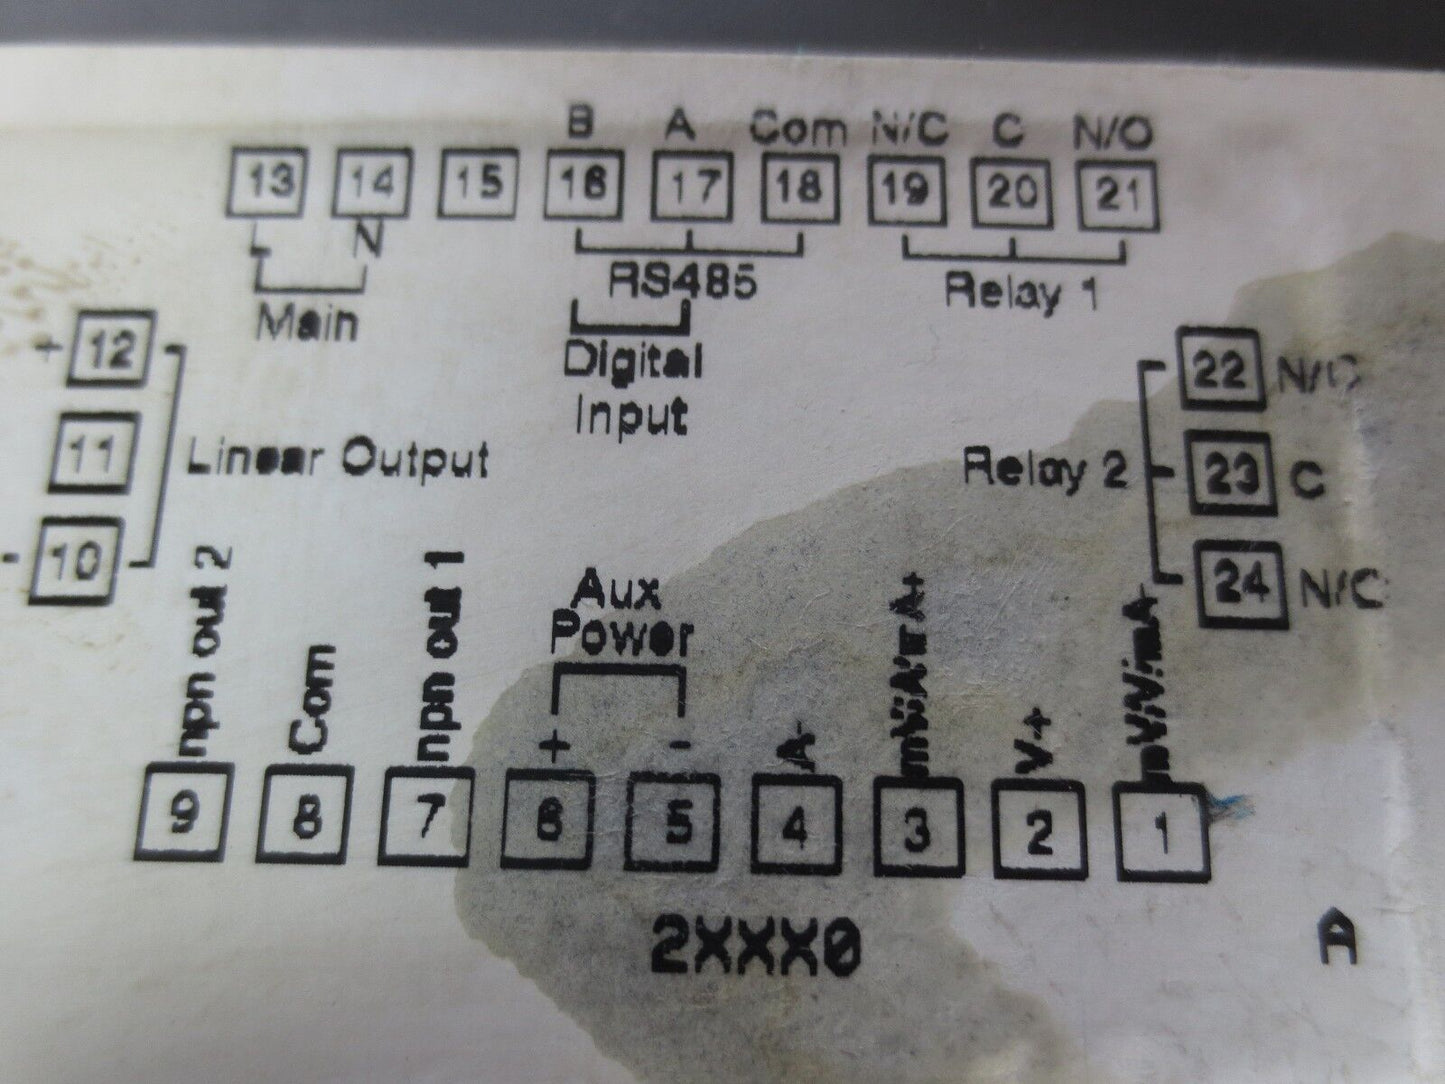 B A Com N/C C N/O
13 14 15 16 17 18 19 20 21
L N
RS485
Relay 1
Main
Digital
Input
+ 12
22
11
Linear Output
Relay 2
23 C
- 10
24 N/C
npn out 2
Com
npn out 1
Aux
Power
+ -
A-
V+
9 8 7 6 5 4 3 2 1
2XXX0
A